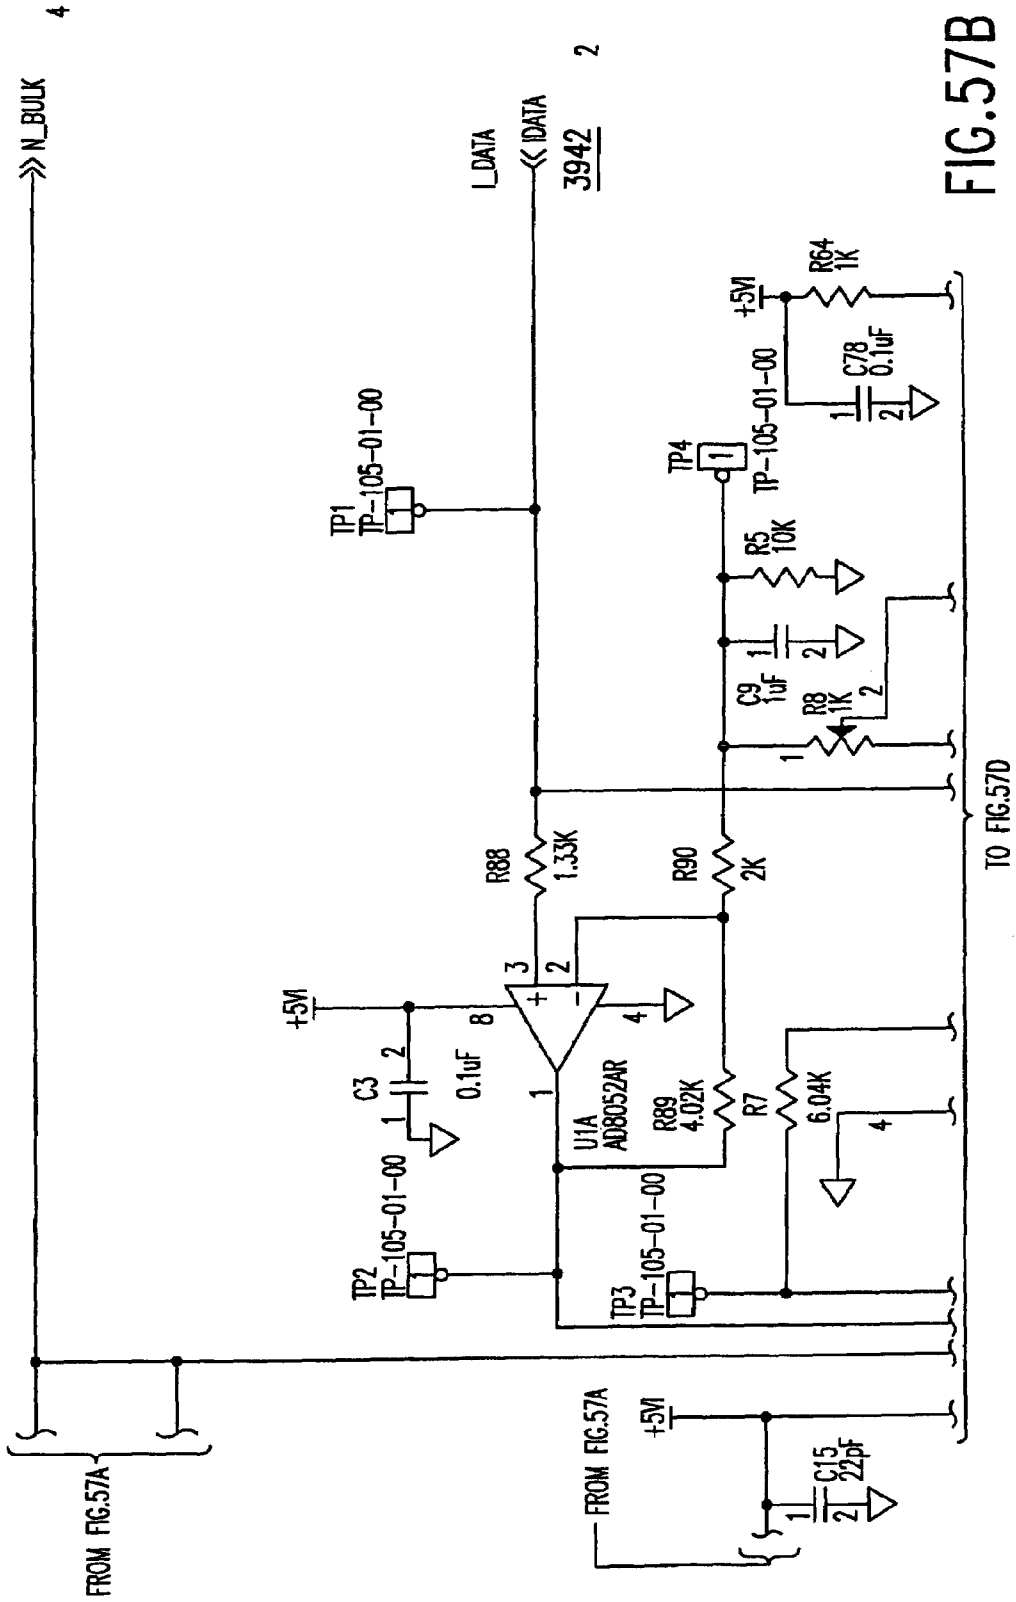 4
N_BULK
FROM FIG.57A
TP1
TP-105-01-00
1
I_DATA
IDATA
3942
2
+5VI
C3
1
2
0.1uF
8
TP2
TP-105-01-00
1
1
U1A
AD8052AR
3
+
2
-
4
R88
1.33K
R89
4.02K
R90
2K
TP3
TP-105-01-00
1
R7
6.04K
4
C9
1uF
1
2
R8
1K
1
2
R5
10K
TP4
1
TP-105-01-00
+5VI
R64
1K
C78
0.1uF
1
2
FROM FIG.57A
+5VI
C15
22pF
1
2
TO FIG.57D
FIG.57B